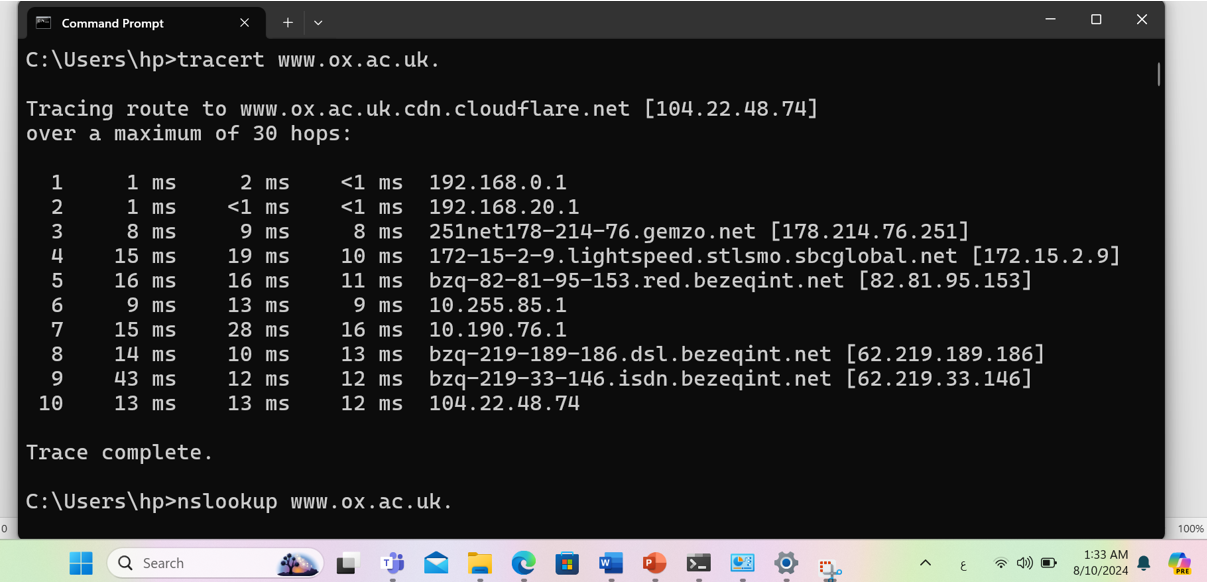 Command Prompt
C:\Users\hp>tracert www.ox.ac.uk.
Tracing route to www.ox.ac.uk.cdn.cloudflare.net [104.22.48.74]
over a maximum of 30 hops:
1 1 ms 2 ms <1 ms 192.168.0.1
2 1 ms <1 ms <1 ms 192.168.20.1
3 8 ms 9 ms 8 ms 251net178-214-76.gemzo.net [178.214.76.251]
4 15 ms 19 ms 10 ms 172-15-2-9.lightspeed.stlsmo.sbcglobal.net [172.15.2.9]
5 16 ms 16 ms 11 ms bzq-82-81-95-153.red.bezeqint.net [82.81.95.153]
6 9 ms 13 ms 9 ms 10.255.85.1
7 15 ms 28 ms 16 ms 10.190.76.1
8 14 ms 10 ms 13 ms bzq-219-189-186.dsl.bezeqint.net [62.219.189.186]
9 43 ms 12 ms 12 ms bzq-219-33-146.isdn.bezeqint.net [62.219.33.146]
10 13 ms 13 ms 12 ms 104.22.48.74
Trace complete.
C:\Users\hp>nslookup www.ox.ac.uk.
0
100%
Search
ع
1:33 AM
8/10/2024
PRE